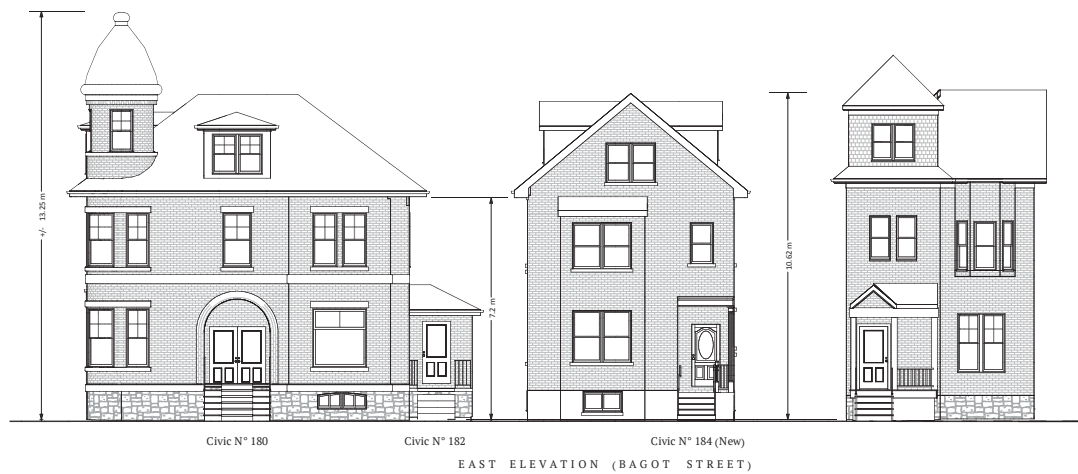 +/- 13.25 m
7.2 m
10.62 m
Civic N° 180
Civic N° 182
Civic N° 184 (New)
EAST ELEVATION (BAGOT STREET)